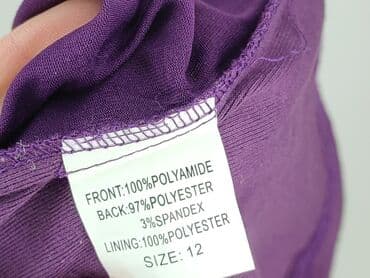 FRONT:100%POLYAMIDE
BACK:97%POLYESTER
3%SPANDEX
LINING:100%POLYESTER
SIZE: 12